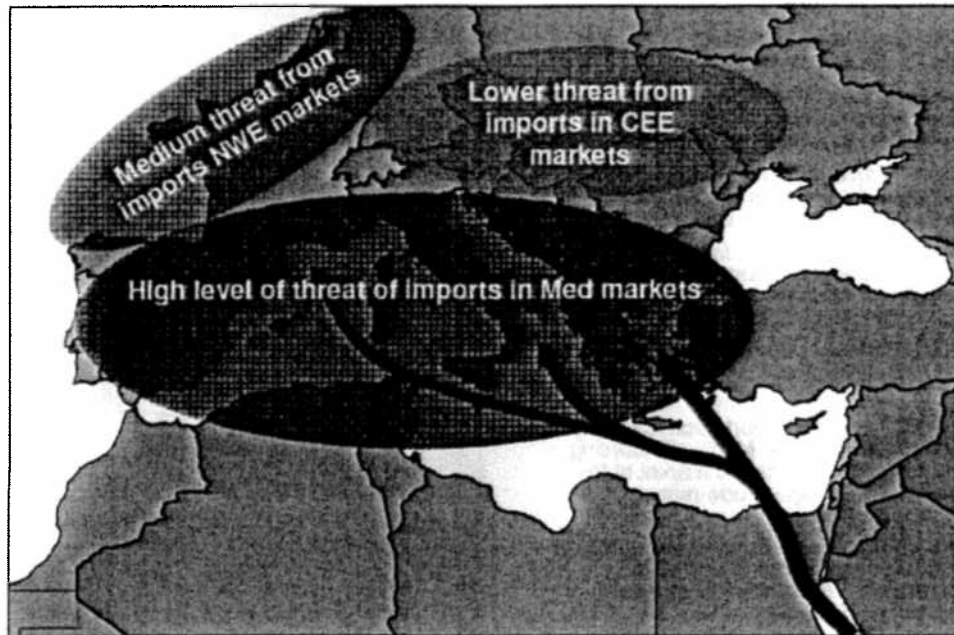 Medium threat from
imports NWE markets
Lower threat from
imports in CEE
markets
High level of threat of imports in Med markets